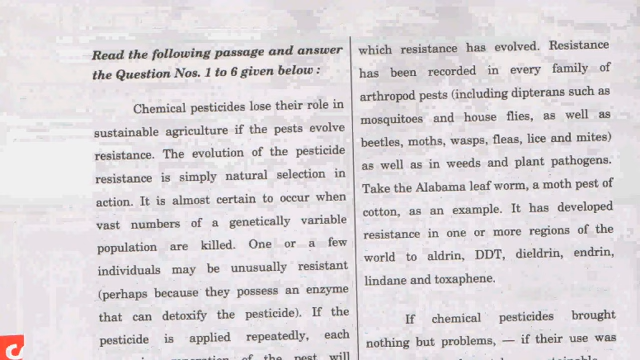 Read the following passage and answer
the Question Nos. 1 to 6 given below :
Chemical pesticides lose their role in
sustainable agriculture if the pests evolve
resistance. The evolution of the pesticide
resistance is simply natural selection in
action. It is almost certain to occur when
vast numbers of a genetically variable
population are killed. One or a few
individuals may be unusually resistant
(perhaps because they possess an enzyme
that can detoxify the pesticide). If the
pesticide is applied repeatedly, each
of the pest will
which resistance has evolved. Resistance
has been recorded in every family of
arthropod pests (including dipterans such as
mosquitoes and house flies, as well as
beetles, moths, wasps, fleas, lice and mites)
as well as in weeds and plant pathogens.
Take the Alabama leaf worm, a moth pest of
cotton, as an example. It has developed
resistance in one or more regions of the
world to aldrin, DDT, dieldrin, endrin,
lindane and toxaphene.
If chemical pesticides brought
nothing but problems, — if their use was